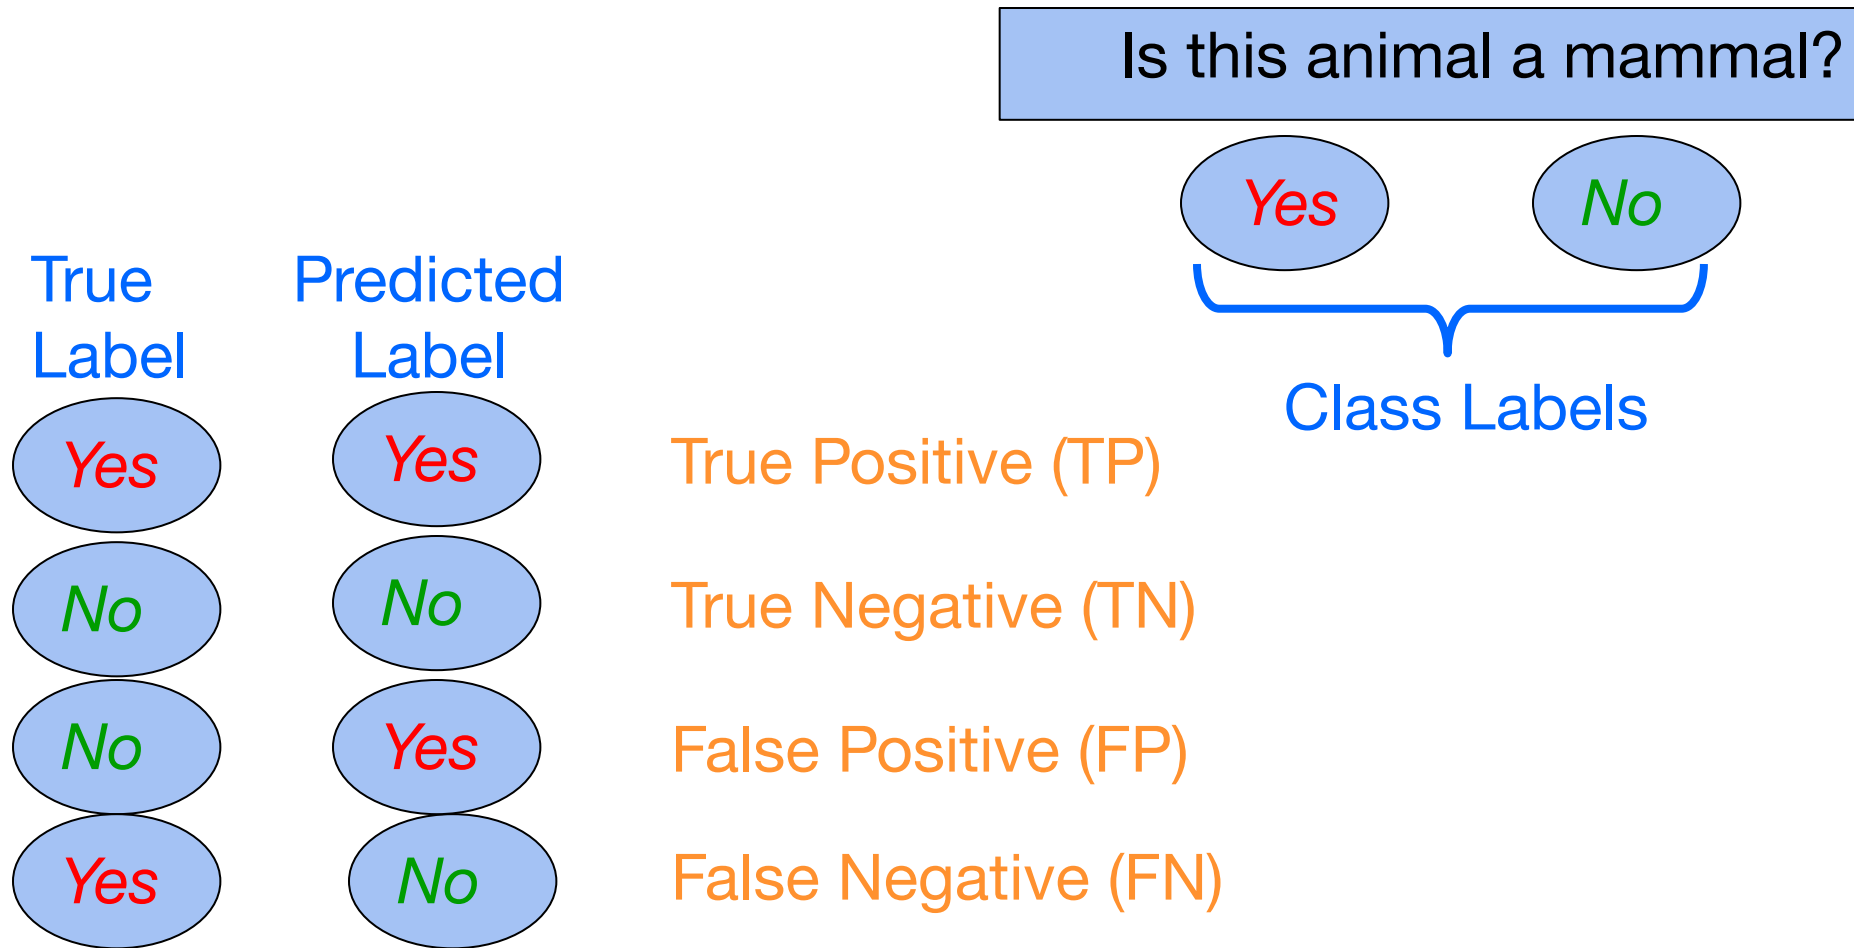 Is this animal a mammal?
Yes No
Class Labels
True Predicted
Label Label
Yes Yes True Positive (TP)
No No True Negative (TN)
No Yes False Positive (FP)
Yes No False Negative (FN)